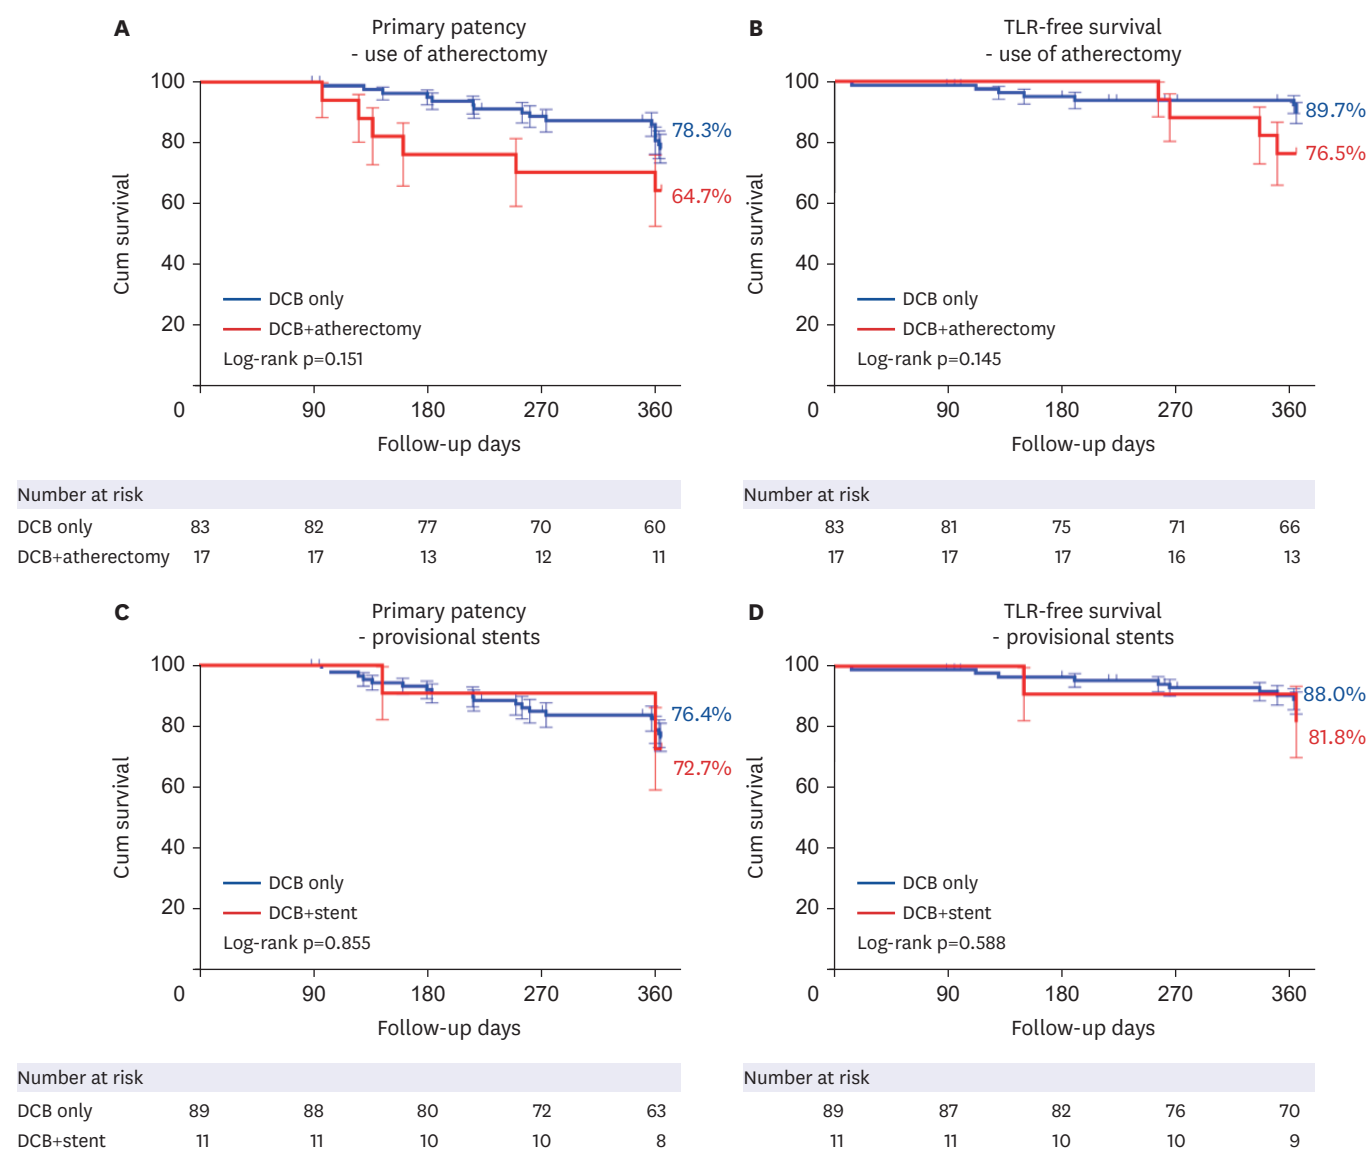 A
Primary patency
- use of atherectomy
100
80
60
40
20
0
90
180
270
360
Cum survival
Follow-up days
78.3%
64.7%
DCB only
DCB+atherectomy
Log-rank p=0.151
Number at risk
DCB only 83 82 77 70 60
DCB+atherectomy 17 17 13 12 11
B
TLR-free survival
- use of atherectomy
100
80
60
40
20
0
90
180
270
360
Cum survival
Follow-up days
89.7%
76.5%
DCB only
DCB+atherectomy
Log-rank p=0.145
Number at risk
83 81 75 71 66
17 17 17 16 13
C
Primary patency
- provisional stents
100
80
60
40
20
0
90
180
270
360
Cum survival
Follow-up days
76.4%
72.7%
DCB only
DCB+stent
Log-rank p=0.855
Number at risk
DCB only 89 88 80 72 63
DCB+stent 11 11 10 10 8
D
TLR-free survival
- provisional stents
100
80
60
40
20
0
90
180
270
360
Cum survival
Follow-up days
88.0%
81.8%
DCB only
DCB+stent
Log-rank p=0.588
Number at risk
89 87 82 76 70
11 11 10 10 9